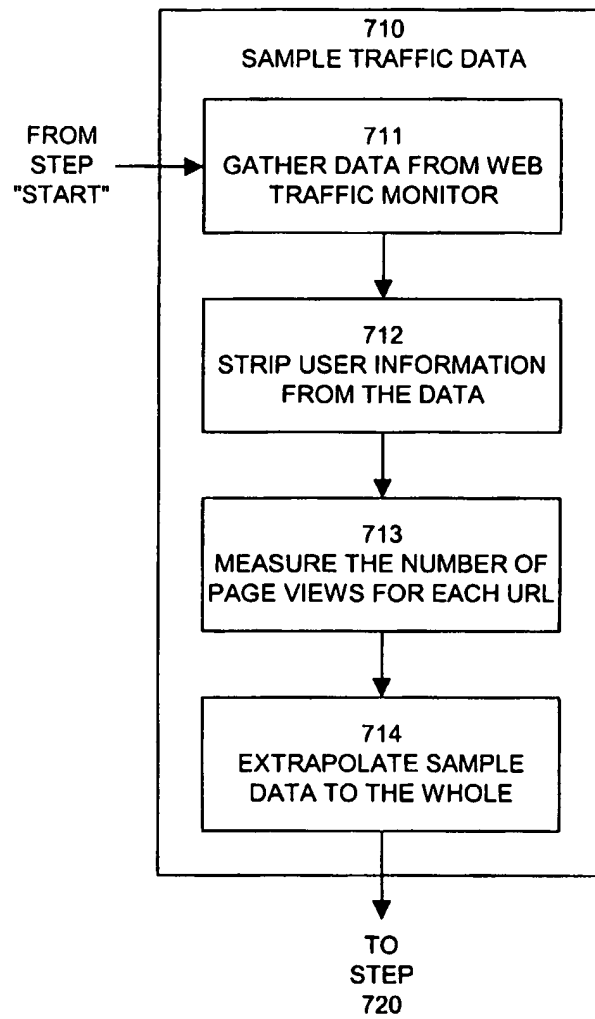 710
SAMPLE TRAFFIC DATA
FROM
STEP
"START"
711
GATHER DATA FROM WEB
TRAFFIC MONITOR
712
STRIP USER INFORMATION
FROM THE DATA
713
MEASURE THE NUMBER OF
PAGE VIEWS FOR EACH URL
714
EXTRAPOLATE SAMPLE
DATA TO THE WHOLE
TO
STEP
720